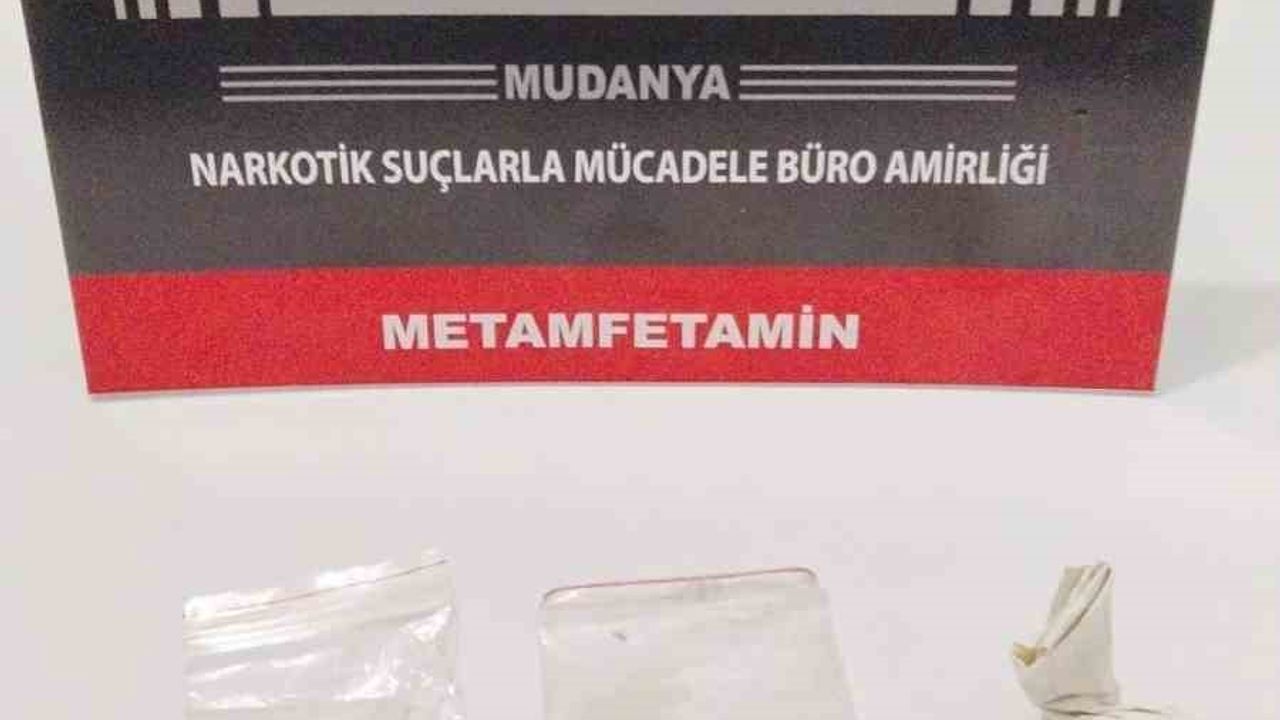 MUDANYA
NARKOTİK SUÇLARLA MÜCADELE BÜRO AMİRLİĞİ
METAMFETAMİN